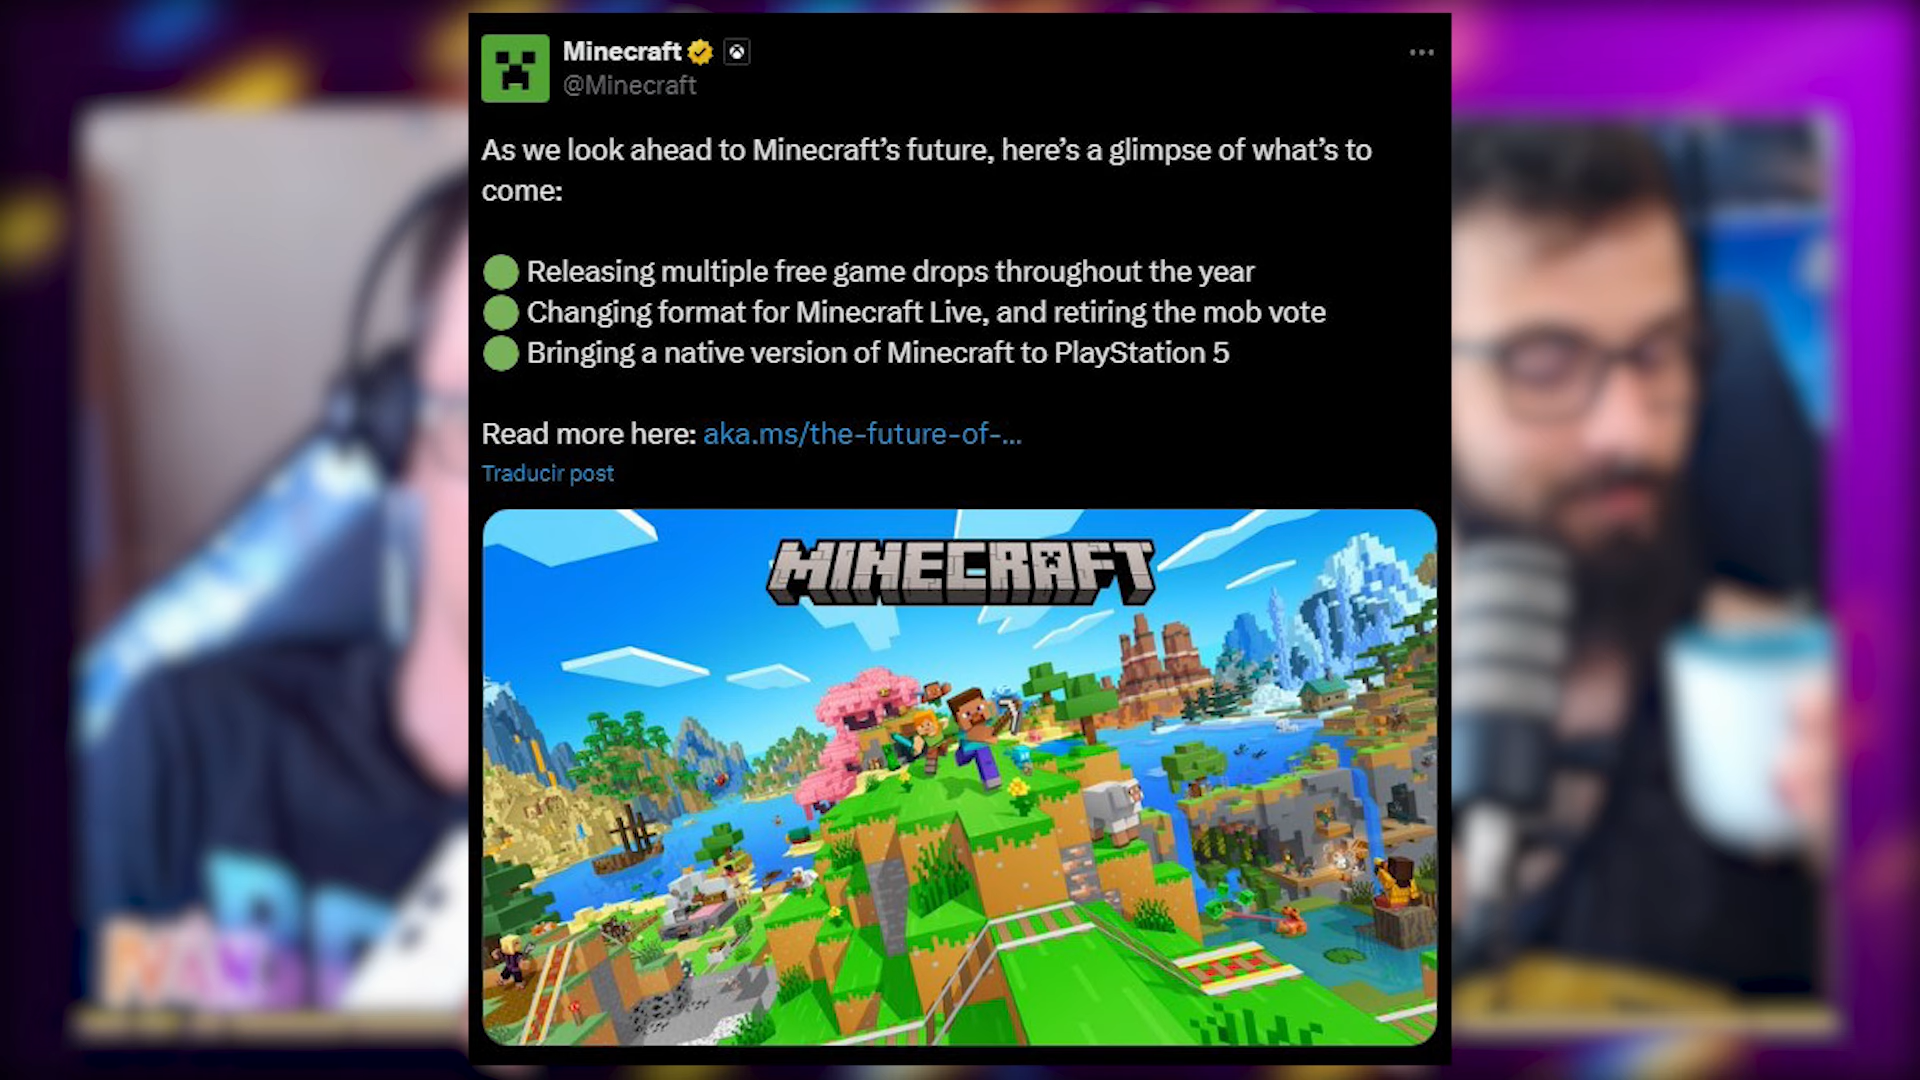 Minecraft
@Minecraft
As we look ahead to Minecraft’s future, here’s a glimpse of what’s to
come:
Releasing multiple free game drops throughout the year
Changing format for Minecraft Live, and retiring the mob vote
Bringing a native version of Minecraft to PlayStation 5
Read more here: aka.ms/the-future-of-...
Traducir post
MINECRAFT